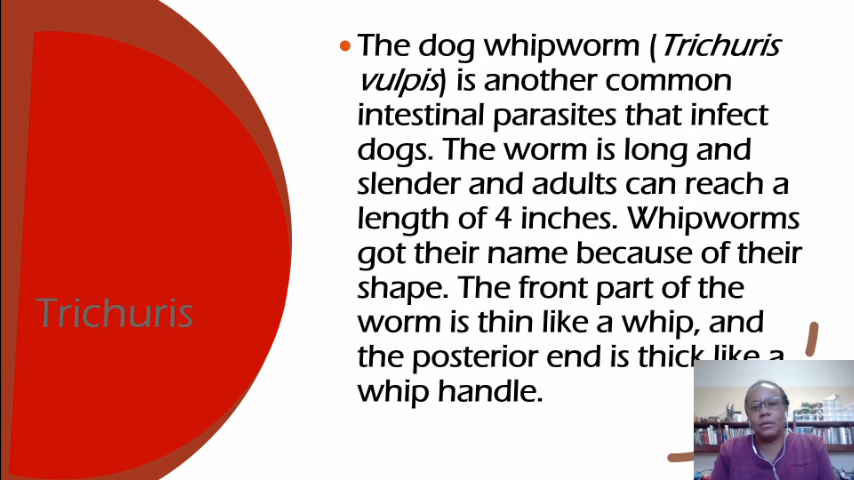 The dog whipworm (Trichuris
vulpis) is another common
intestinal parasites that infect
dogs. The worm is long and
slender and adults can reach a
length of 4 inches. Whipworms
got their name because of their
shape. The front part of the
worm is thin like a whip, and
the posterior end is thick like a
whip handle.
Trichuris